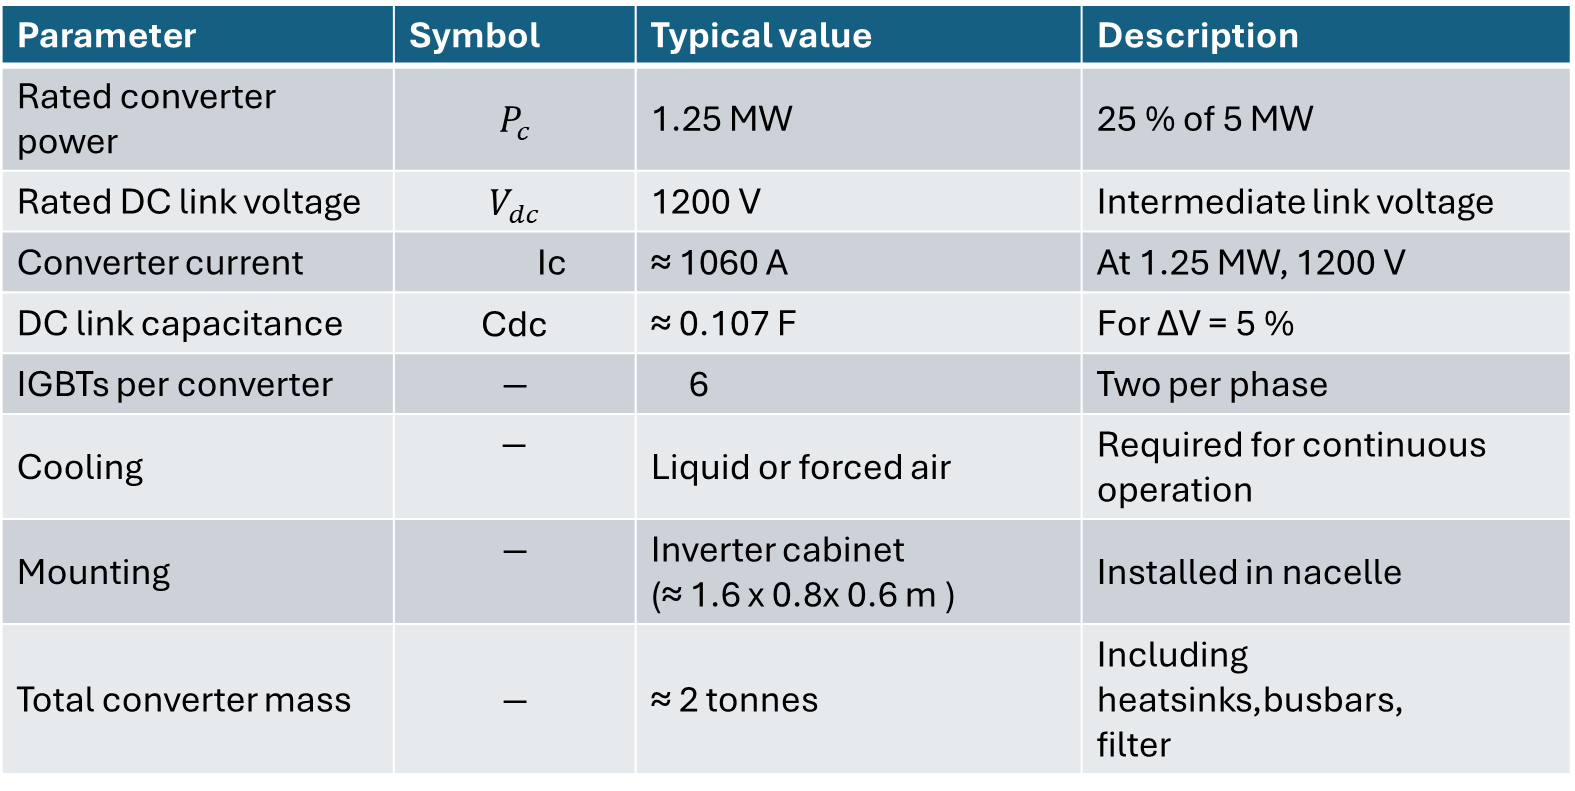 Parameter Symbol Typical value Description
Rated converter
power P_c 1.25 MW 25 % of 5 MW
Rated DC link voltage V_dc 1200 V Intermediate link voltage
Converter current Ic ≈ 1060 A At 1.25 MW, 1200 V
DC link capacitance Cdc ≈ 0.107 F For ΔV = 5 %
IGBTs per converter – 6 Two per phase
Cooling – Liquid or forced air Required for continuous
operation
Mounting – Inverter cabinet
(≈ 1.6 x 0.8x 0.6 m ) Installed in nacelle
Total converter mass – ≈ 2 tonnes Including
heatsinks,busbars,
filter